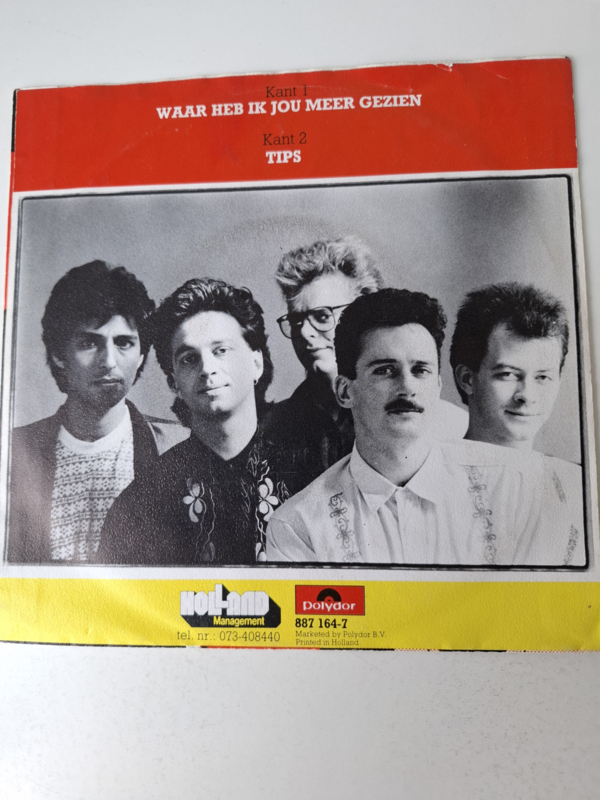 Kant 1
WAAR HEB IK JOU MEER GEZIEN
Kant 2
TIPS
HOLLAND
Management
tel. nr.: 073-408440
polydor
887 164-7
Marketed by Polydor B.V.
Printed in Holland